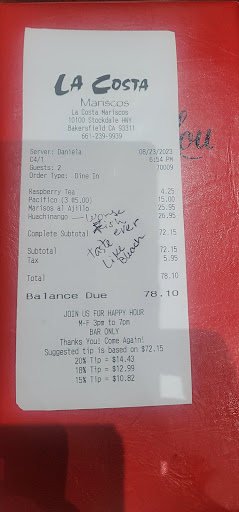 LA COSTA
Mariscos
La Costa Mariscos
10100 Stockdale HWY
Bakersfield CA 93311
661-239-9939
Server: Daniela 08/23/2023
C4/1 6:54 PM
Guests: 2 70009
Order Type: Dine In
Raspberry Tea 4.25
Pacifico (3 @5.00) 15.00
Marisos al Ajillo 25.95
Huachinango 26.95
worse
fish
ever
taste
like
bleach
Complete Subtotal 72.15
Subtotal 72.15
Tax 5.95
Total 78.10
Balance Due 78.10
JOIN US FOR HAPPY HOUR
M-F 3pm to 7pm
BAR ONLY
Thanks You! Come Again!
Suggested tip is based on $72.15
20% Tip = $14.43
18% Tip = $12.99
15% Tip = $10.82
you